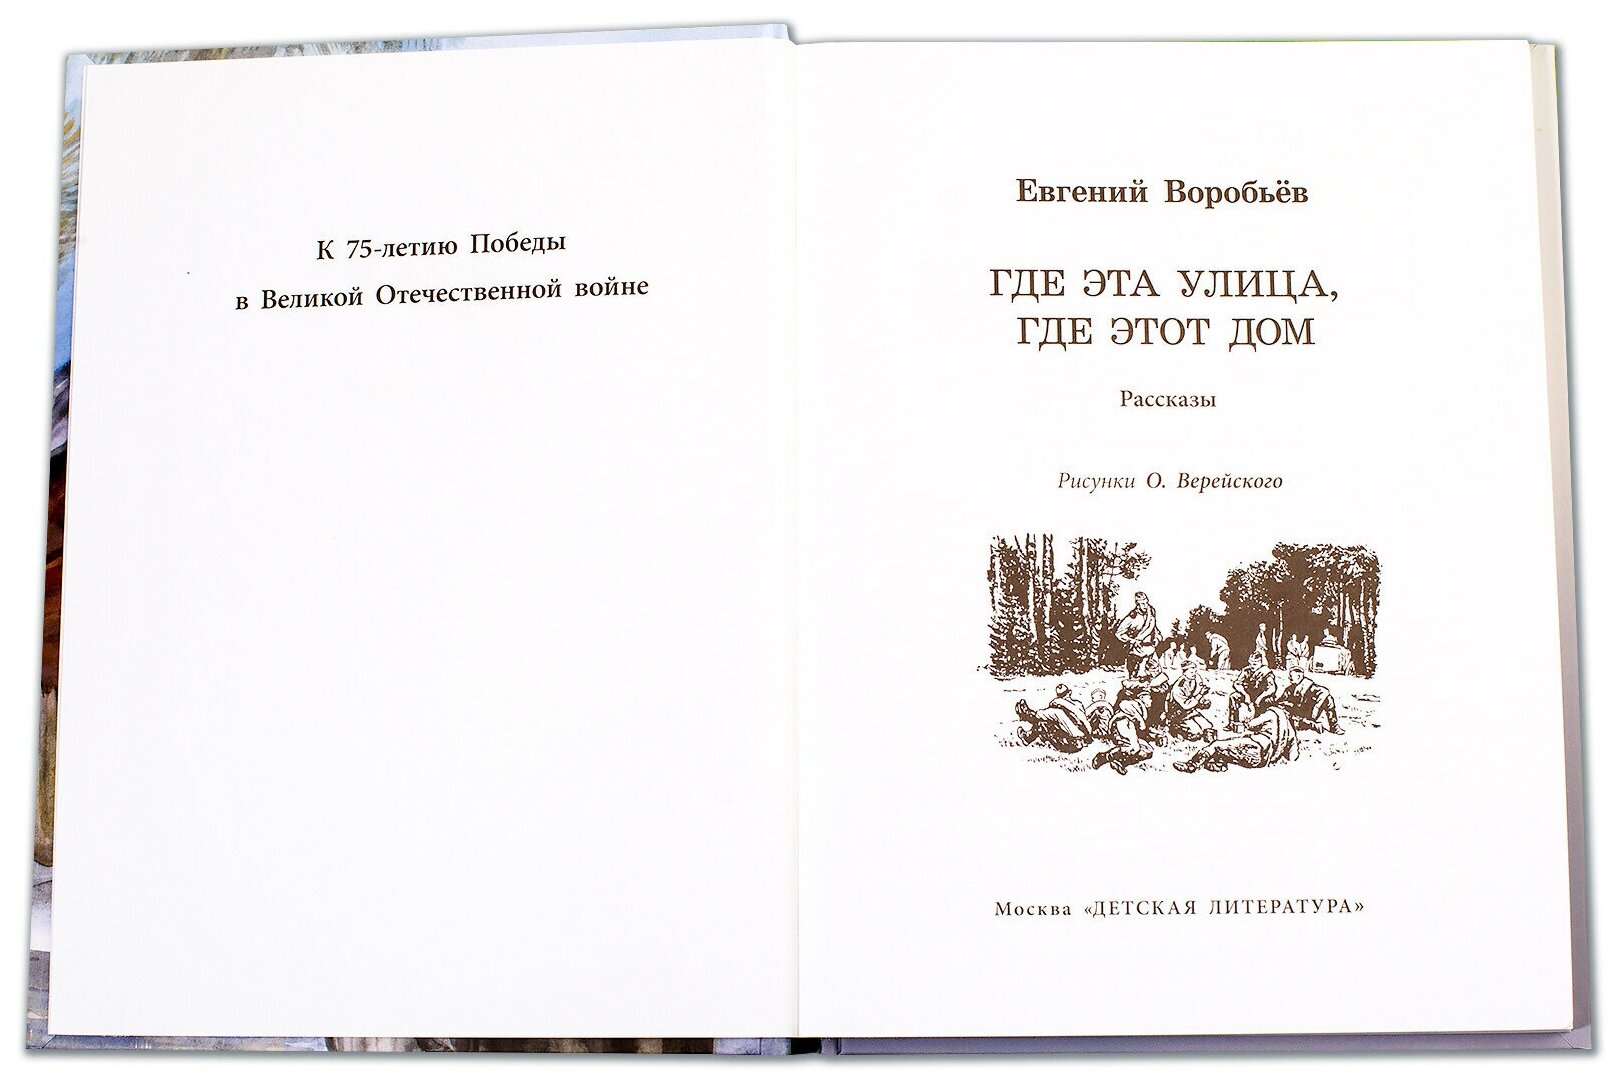 К 75-летию Победы
в Великой Отечественной войне
Евгений Воробьёв
ГДЕ ЭТА УЛИЦА,
ГДЕ ЭТОТ ДОМ
Рассказы
Рисунки О. Верейского
Москва «ДЕТСКАЯ ЛИТЕРАТУРА»